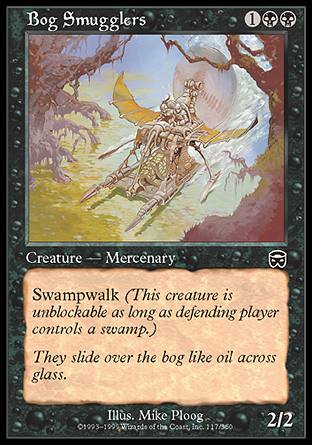 Bog Smugglers 1
Creature — Mercenary
Swampwalk (This creature is
unblockable as long as defending player
controls a swamp.)
They slide over the bog like oil across
glass.
Illus. Mike Ploog
©1993–1999 Wizards of the Coast, Inc. 117/350
2/2